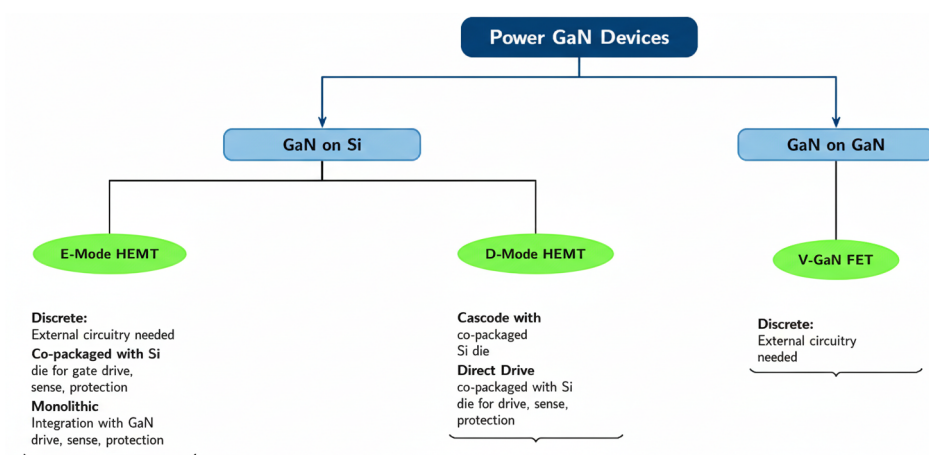 Power GaN Devices
GaN on Si
GaN on GaN
E-Mode HEMT
D-Mode HEMT
V-GaN FET
Discrete:
External circuitry needed
Co-packaged with Si
die for gate drive,
sense, protection
Monolithic
Integration with GaN
drive, sense, protection
Cascode with
co-packaged
Si die
Direct Drive
co-packaged with Si
die for drive, sense,
protection
Discrete:
External circuitry
needed